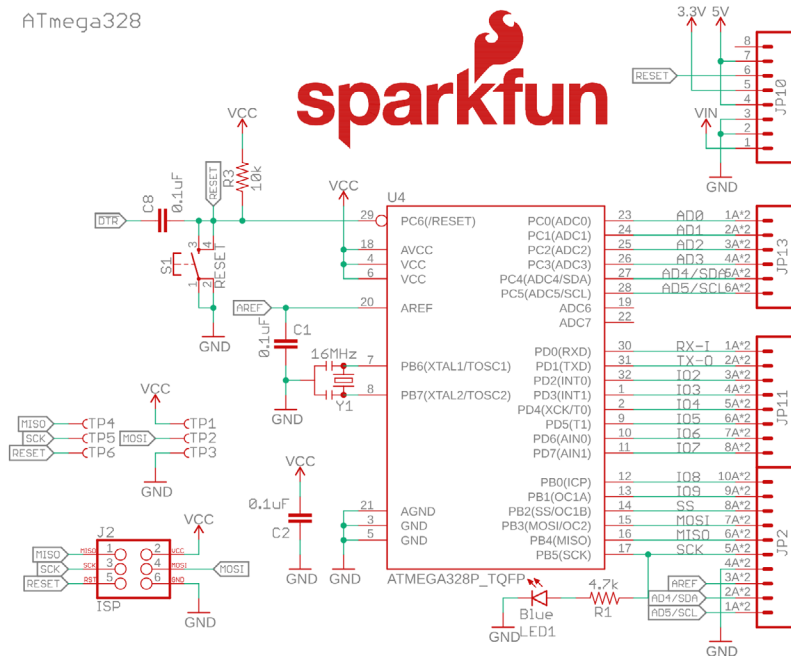 ATmega328
sparkfun
3.3V 5V
8
7
RESET 6
5
4
VIN 3
2
1
JP10
GND
VCC
R3
10k
RESET
DTR
C8
0.1uF
S1
3 4
1 2
RESET
GND
VCC
U4
29 PC6(/RESET)
18 AVCC
4 VCC
6 VCC
AREF 20 AREF
C1
0.1uF
GND
16MHz
7 PB6(XTAL1/TOSC1)
8 PB7(XTAL2/TOSC2)
Y1
21 AGND
3 GND
5 GND
GND
ATMEGA328P_TQFP
PC0(ADC0) 23 AD0 1A*2
PC1(ADC1) 24 AD1 2A*2
PC2(ADC2) 25 AD2 3A*2
PC3(ADC3) 26 AD3 4A*2
PC4(ADC4/SDA) 27 AD4/SDA 5A*2
PC5(ADC5/SCL) 28 AD5/SCL 6A*2
ADC6 19
ADC7 22
JP13
PD0(RXD) 30 RX-I 1A*2
PD1(TXD) 31 TX-O 2A*2
PD2(INT0) 32 IO2 3A*2
PD3(INT1) 1 IO3 4A*2
PD4(XCK/T0) 2 IO4 5A*2
PD5(T1) 9 IO5 6A*2
PD6(AIN0) 10 IO6 7A*2
PD7(AIN1) 11 IO7 8A*2
JP11
PB0(ICP) 12 IO8 10A*2
PB1(OC1A) 13 IO9 9A*2
PB2(SS/OC1B) 14 SS 8A*2
PB3(MOSI/OC2) 15 MOSI 7A*2
PB4(MISO) 16 MISO 6A*2
PB5(SCK) 17 SCK 5A*2
4A*2
AREF 3A*2
AD4/SDA 2A*2
AD5/SCL 1A*2
JP2
GND
4.7k
R1
Blue
LED1
GND
VCC
MISO TP4 TP1
SCK TP5 MOSI TP2
RESET TP6 TP3
GND
VCC
0.1uF
C2
GND
J2
VCC
MISO MISO 1 2 VCC
SCK SCK 3 4 MOSI MOSI
RESET RST 5 6 GND
ISP
GND